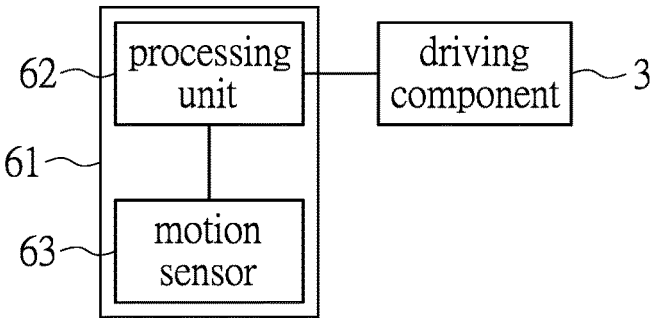 62
processing
unit
driving
component
3
61
63
motion
sensor